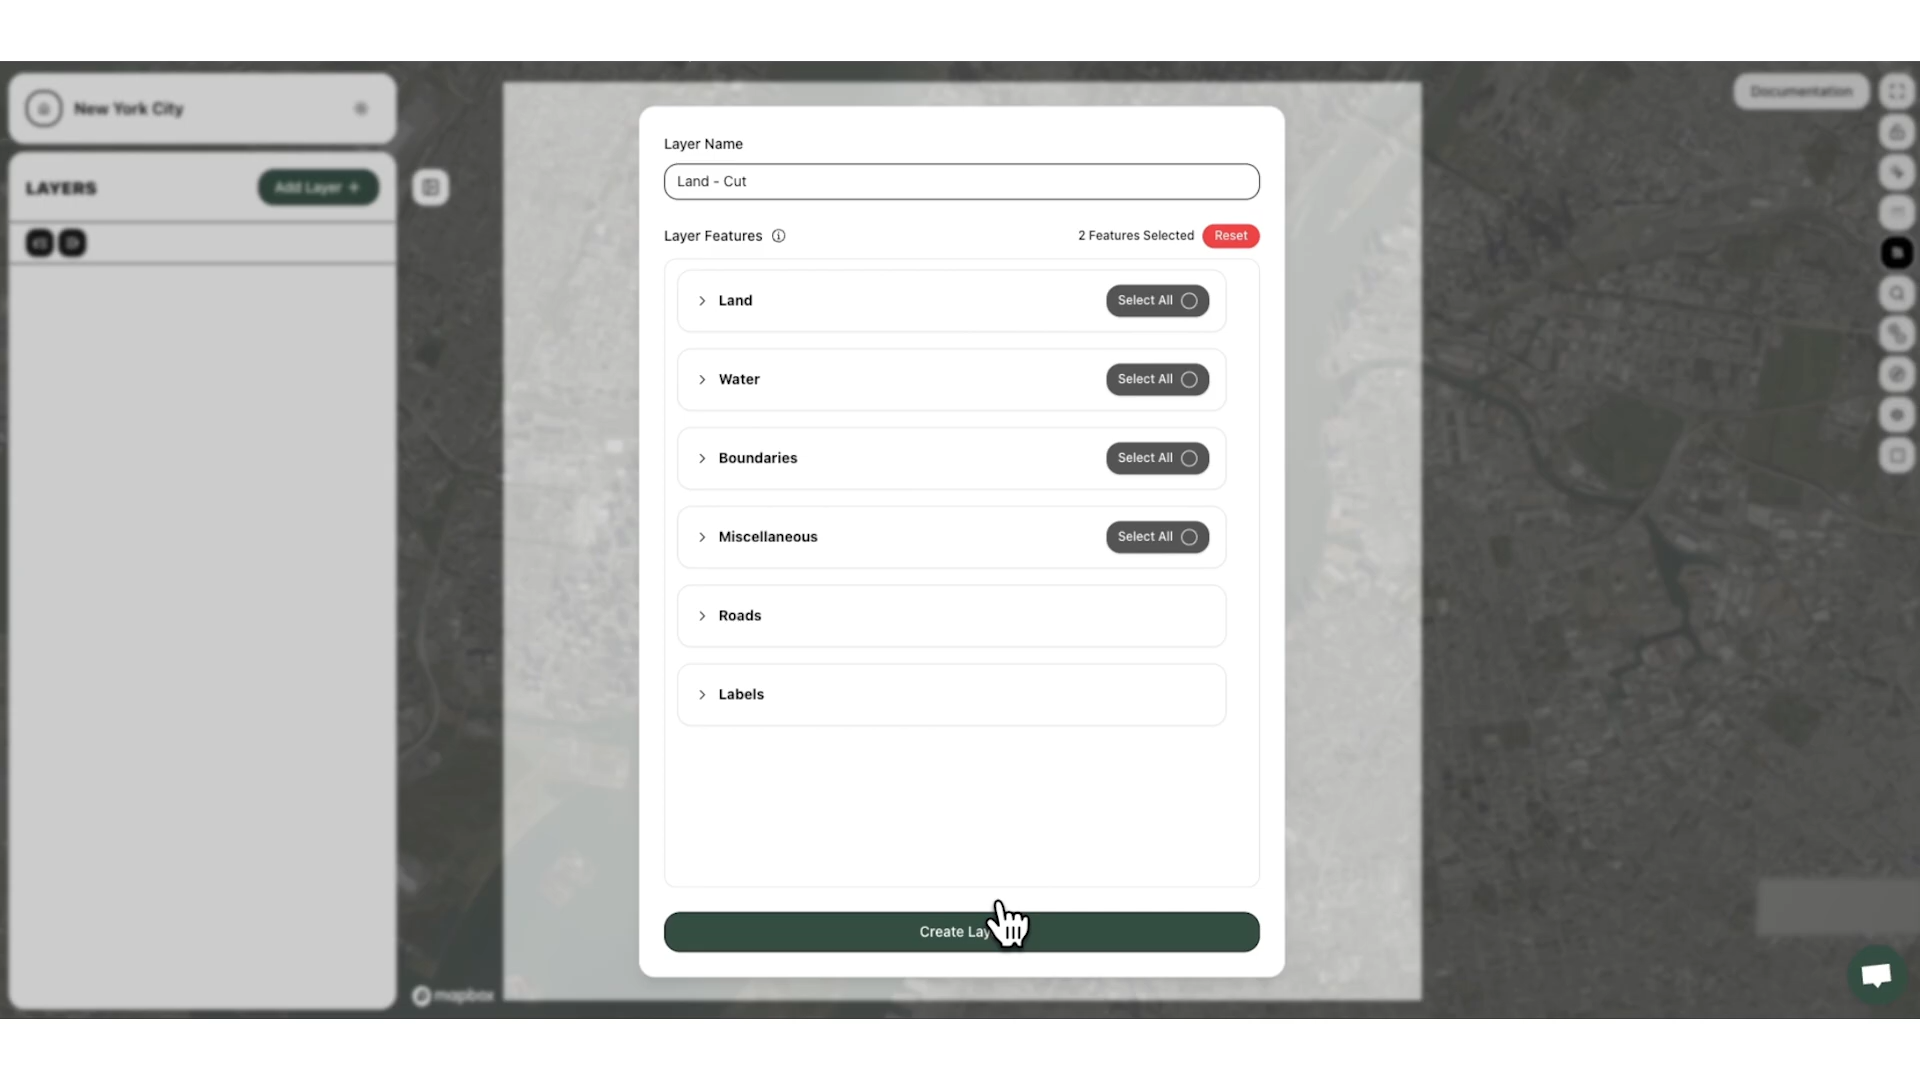 New York City
Documentation
LAYERS
Add Layer +
Layer Name
Land - Cut
Layer Features
2 Features Selected
Reset
Land
Select All
Water
Select All
Boundaries
Select All
Miscellaneous
Select All
Roads
Labels
Create Lay
mapbox